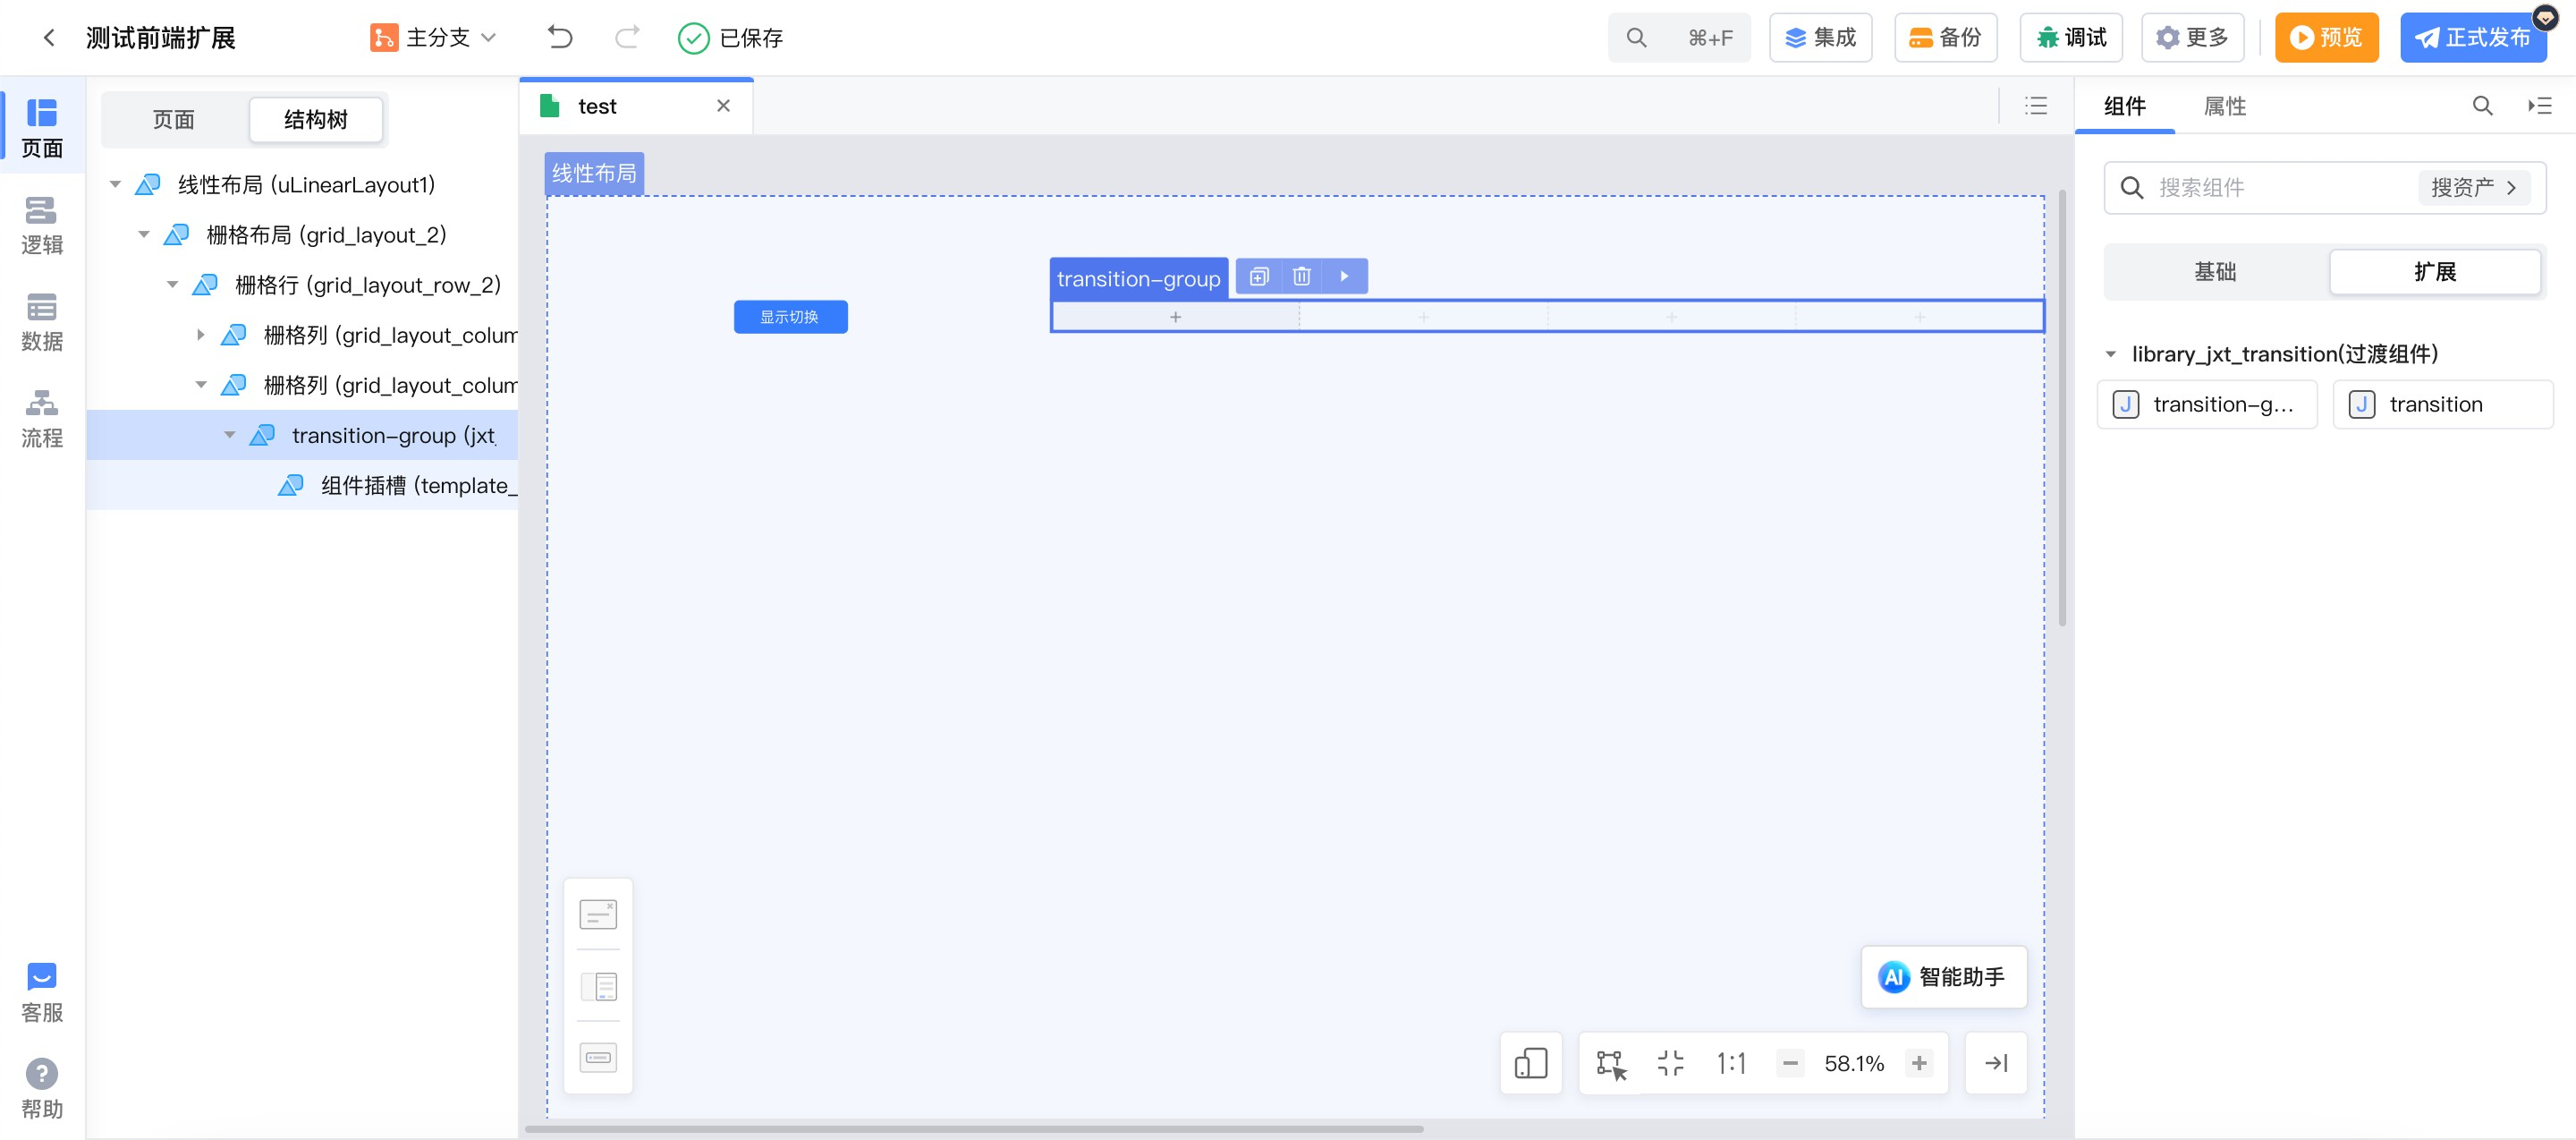 测试前端扩展
主分支
已保存
⌘+F
集成
备份
调试
更多
预览
正式发布
页面
逻辑
数据
流程
客服
帮助
页面
结构树
线性布局 (uLinearLayout1)
栅格布局 (grid_layout_2)
栅格行 (grid_layout_row_2)
栅格列 (grid_layout_colum
栅格列 (grid_layout_colum
transition-group (jxt_
组件插槽 (template_
test
线性布局
transition-group
显示切换
AI 智能助手
1:1
58.1%
组件
属性
搜索组件
搜资产
基础
扩展
library_jxt_transition(过渡组件)
J transition-g...
J transition